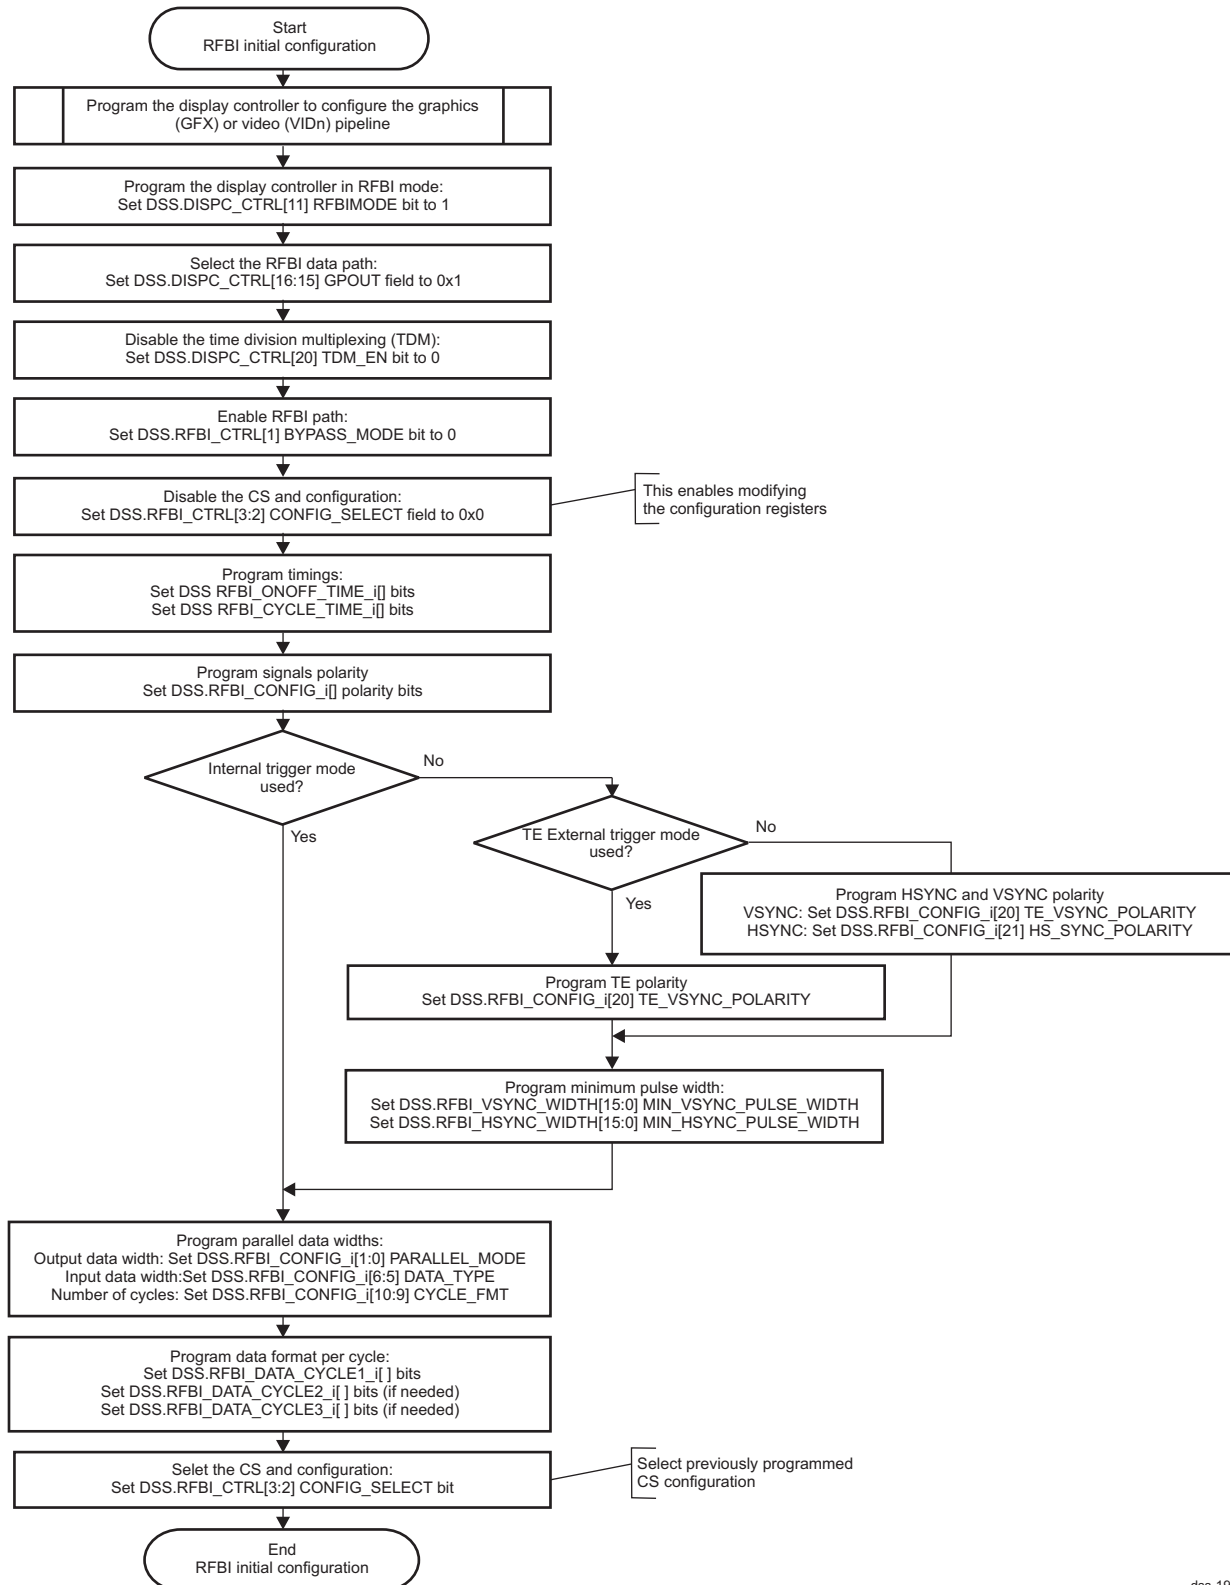 Start
RFBI initial configuration
Program the display controller to configure the graphics
(GFX) or video (VIDn) pipeline
Program the display controller in RFBI mode:
Set DSS.DISPC_CTRL[11] RFBIMODE bit to 1
Select the RFBI data path:
Set DSS.DISPC_CTRL[16:15] GPOUT field to 0x1
Disable the time division multiplexing (TDM):
Set DSS.DISPC_CTRL[20] TDM_EN bit to 0
Enable RFBI path:
Set DSS.RFBI_CTRL[1] BYPASS_MODE bit to 0
Disable the CS and configuration:
Set DSS.RFBI_CTRL[3:2] CONFIG_SELECT field to 0x0
This enables modifying
the configuration registers
Program timings:
Set DSS RFBI_ONOFF_TIME_i[] bits
Set DSS RFBI_CYCLE_TIME_i[] bits
Program signals polarity
Set DSS.RFBI_CONFIG_i[] polarity bits
Internal trigger mode
used?
No
Yes
TE External trigger mode
used?
No
Yes
Program HSYNC and VSYNC polarity
VSYNC: Set DSS.RFBI_CONFIG_i[20] TE_VSYNC_POLARITY
HSYNC: Set DSS.RFBI_CONFIG_i[21] HS_SYNC_POLARITY
Program TE polarity
Set DSS.RFBI_CONFIG_i[20] TE_VSYNC_POLARITY
Program minimum pulse width:
Set DSS.RFBI_VSYNC_WIDTH[15:0] MIN_VSYNC_PULSE_WIDTH
Set DSS.RFBI_HSYNC_WIDTH[15:0] MIN_HSYNC_PULSE_WIDTH
Program parallel data widths:
Output data width: Set DSS.RFBI_CONFIG_i[1:0] PARALLEL_MODE
Input data width:Set DSS.RFBI_CONFIG_i[6:5] DATA_TYPE
Number of cycles: Set DSS.RFBI_CONFIG_i[10:9] CYCLE_FMT
Program data format per cycle:
Set DSS.RFBI_DATA_CYCLE1_i[ ] bits
Set DSS.RFBI_DATA_CYCLE2_i[ ] bits (if needed)
Set DSS.RFBI_DATA_CYCLE3_i[ ] bits (if needed)
Selet the CS and configuration:
Set DSS.RFBI_CTRL[3:2] CONFIG_SELECT bit
Select previously programmed
CS configuration
End
RFBI initial configuration